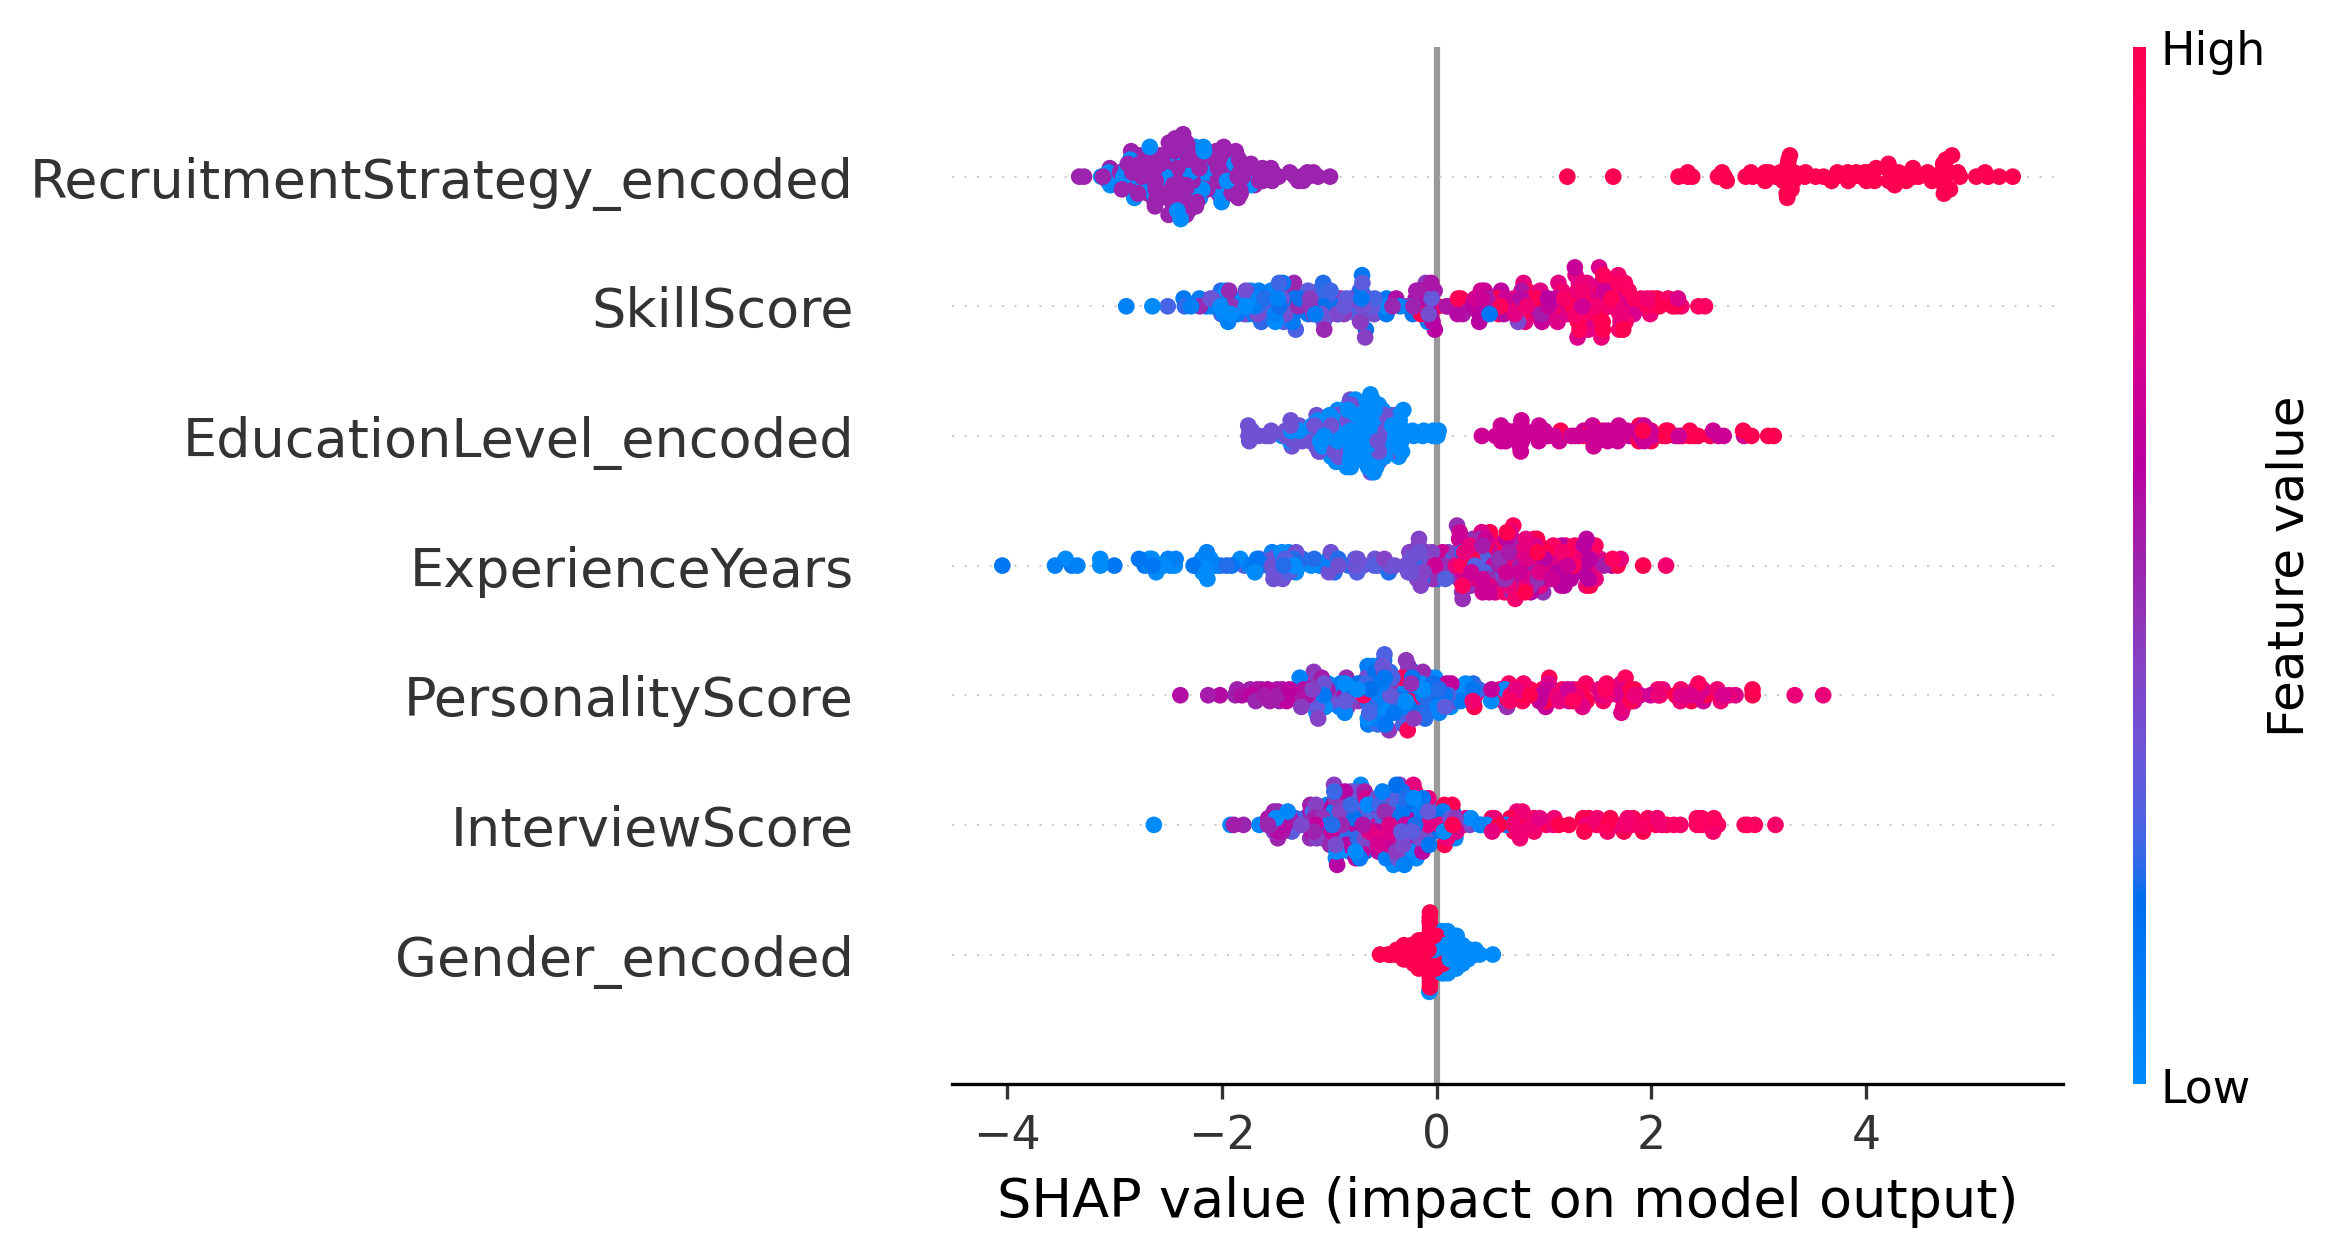 High
RecruitmentStrategy_encoded
SkillScore
EducationLevel_encoded
ExperienceYears
PersonalityScore
InterviewScore
Gender_encoded
Feature value
Low
−4 −2 0 2 4
SHAP value (impact on model output)